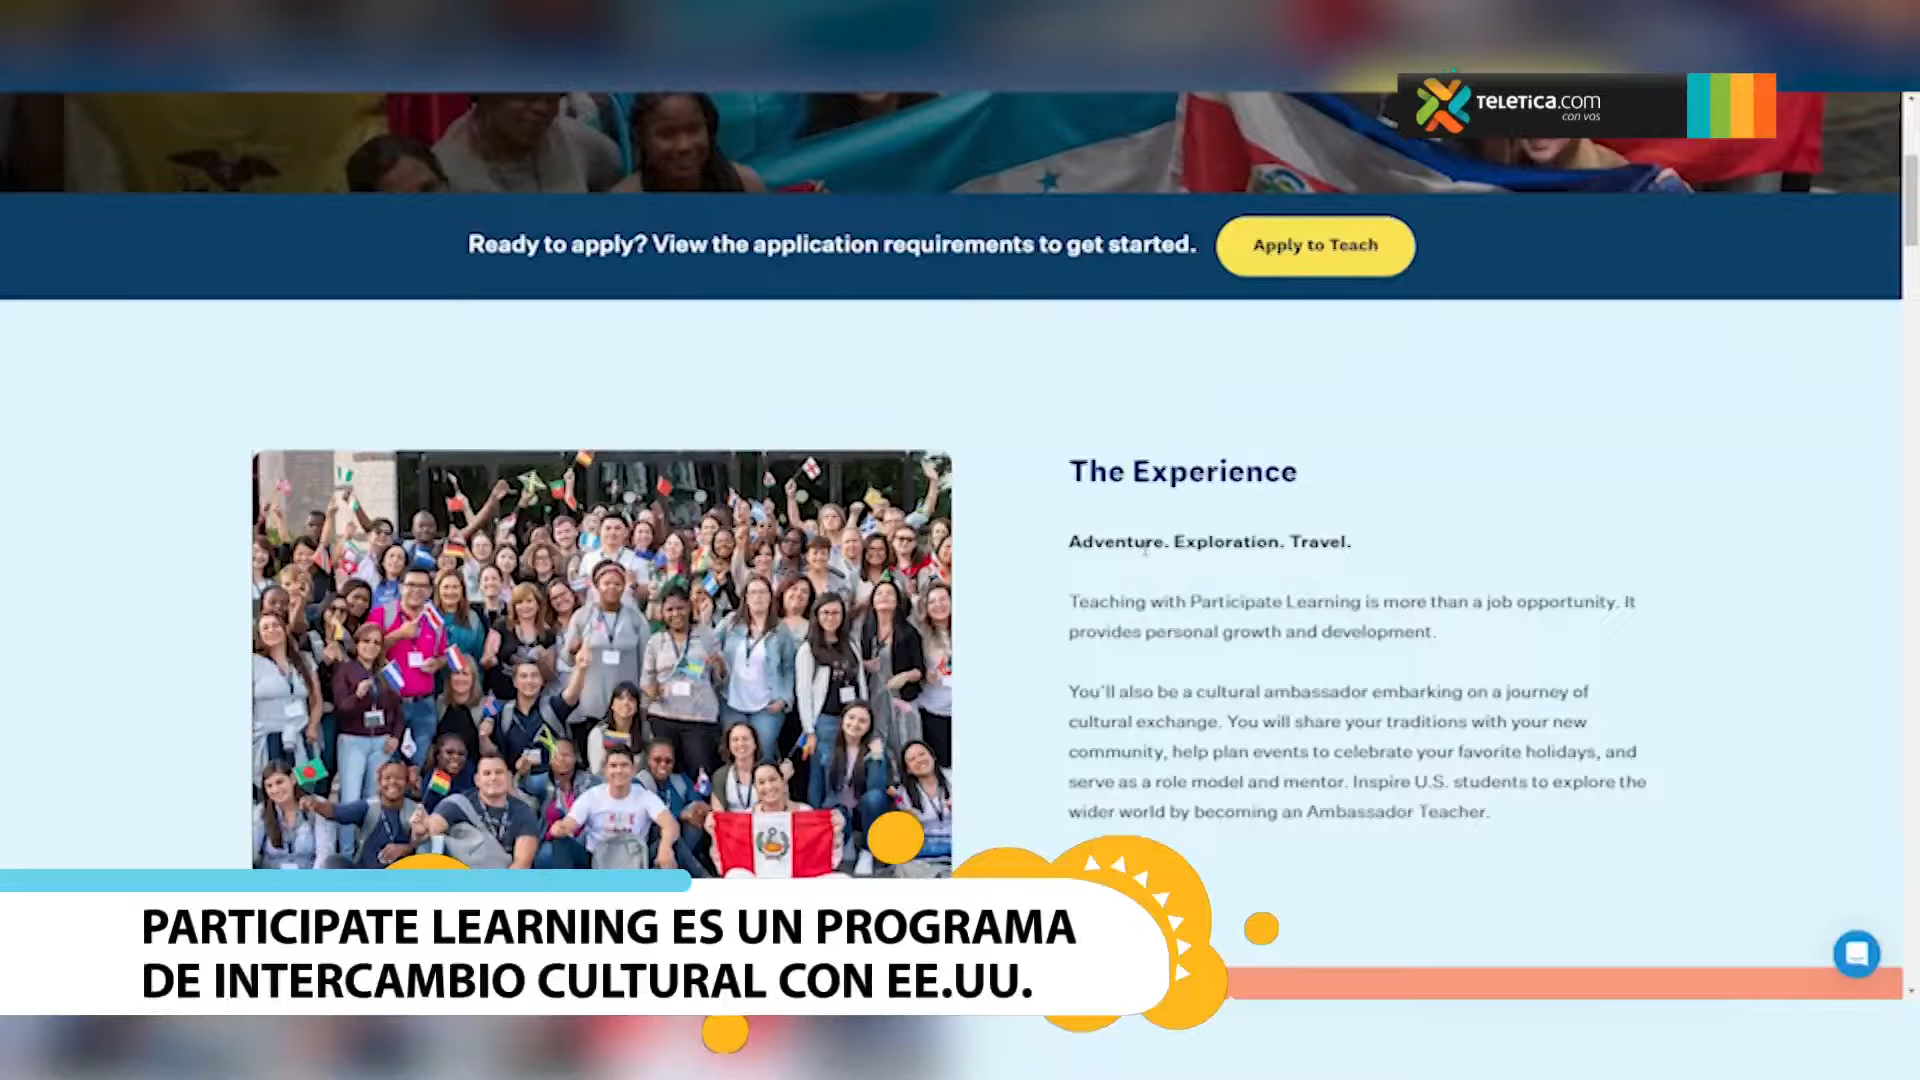 TELETICA.COM
con vos
Ready to apply? View the application requirements to get started.
Apply to Teach
The Experience
Adventure. Exploration. Travel.
Teaching with Participate Learning is more than a job opportunity. It
provides personal growth and development.
You'll also be a cultural ambassador embarking on a journey of
cultural exchange. You will share your traditions with your new
community, help plan events to celebrate your favorite holidays, and
serve as a role model and mentor. Inspire U.S. students to explore the
wider world by becoming an Ambassador Teacher.
PARTICIPATE LEARNING ES UN PROGRAMA
DE INTERCAMBIO CULTURAL CON EE.UU.